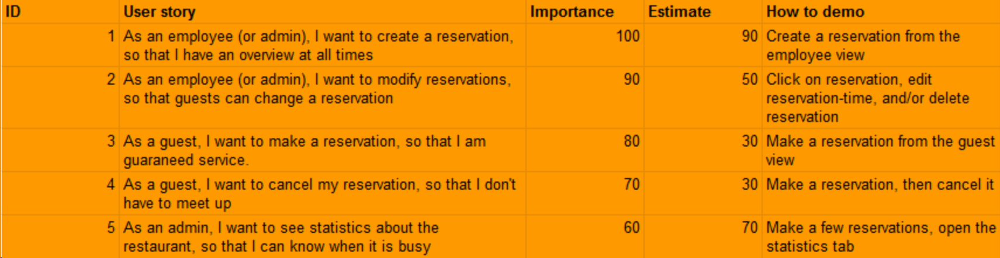 ID User story Importance Estimate How to demo
1 As an employee (or admin), I want to create a reservation, 100 90 Create a reservation from the
so that I have an overview at all times employee view
2 As an employee (or admin), I want to modify reservations, 90 50 Click on reservation, edit
so that guests can change a reservation reservation-time, and/or delete
reservation
3 As a guest, I want to make a reservation, so that I am 80 30 Make a reservation from the guest
guaraneed service. view
4 As a guest, I want to cancel my reservation, so that I don't 70 30 Make a reservation, then cancel it
have to meet up
5 As an admin, I want to see statistics about the 60 70 Make a few reservations, open the
restaurant, so that I can know when it is busy statistics tab